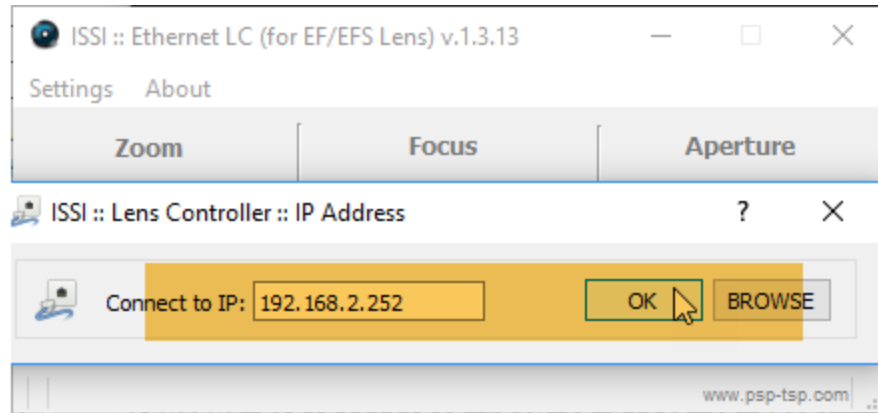 ISSI :: Ethernet LC (for EF/EFS Lens) v.1.3.13
Settings About
Zoom Focus Aperture
ISSI :: Lens Controller :: IP Address ?
Connect to IP: 192.168.2.252 OK BROWSE
www.psp-tsp.com